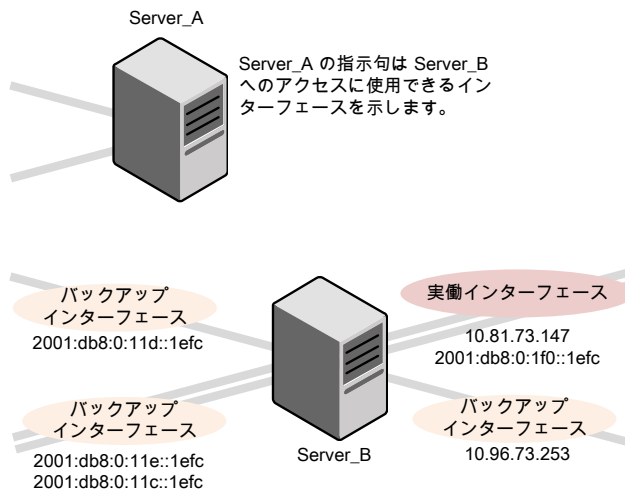 Server_A
Server_A の指示句は Server_B
へのアクセスに使用できるイン
ターフェースを示します。
バックアップ
インターフェース
2001:db8:0:11d::1efc
実働インターフェース
10.81.73.147
2001:db8:0:1f0::1efc
バックアップ
インターフェース
2001:db8:0:11e::1efc
2001:db8:0:11c::1efc
Server_B
バックアップ
インターフェース
10.96.73.253